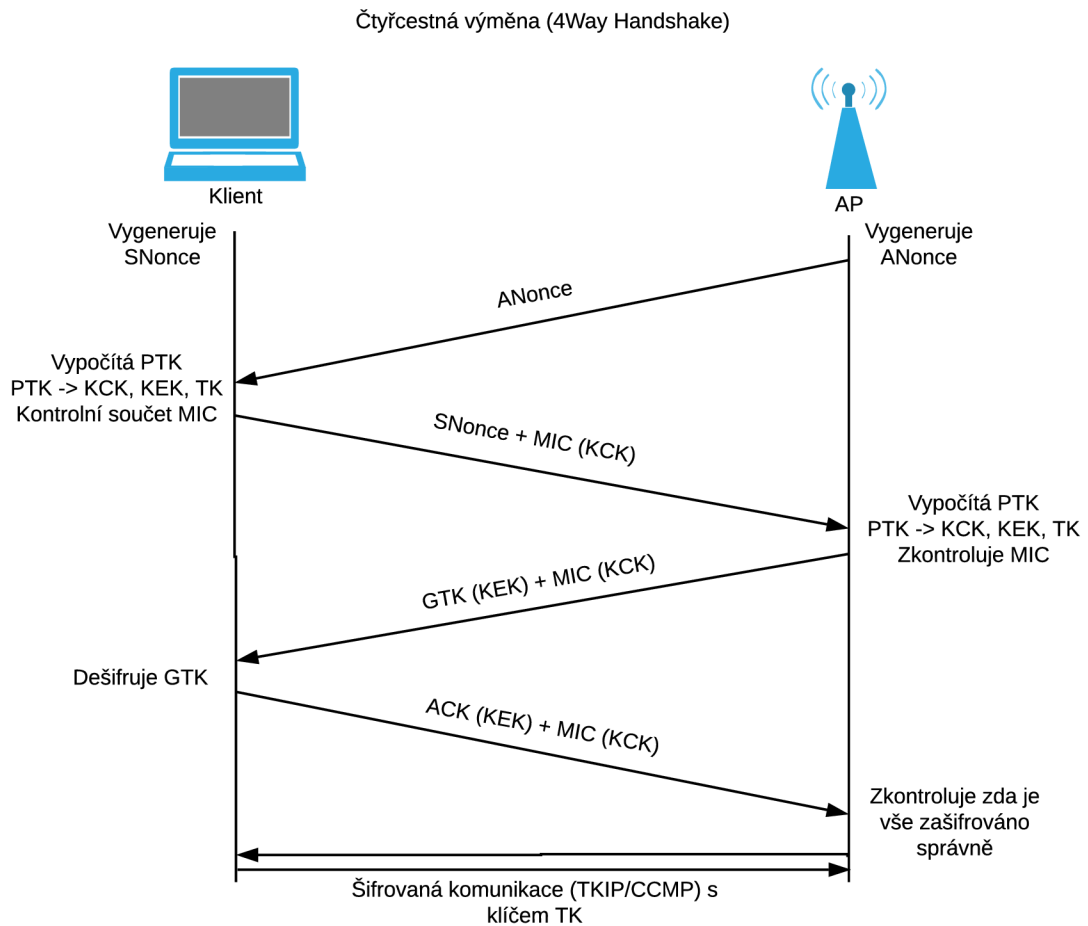 Čtyřcestná výměna (4Way Handshake)
Klient
AP
Vygeneruje
SNonce
Vygeneruje
ANonce
ANonce
Vypočítá PTK
PTK -> KCK, KEK, TK
Kontrolní součet MIC
SNonce + MIC (KCK)
Vypočítá PTK
PTK -> KCK, KEK, TK
Zkontroluje MIC
GTK (KEK) + MIC (KCK)
Dešifruje GTK
ACK (KEK) + MIC (KCK)
Zkontroluje zda je
vše zašifrováno
správně
Šifrovaná komunikace (TKIP/CCMP) s
klíčem TK